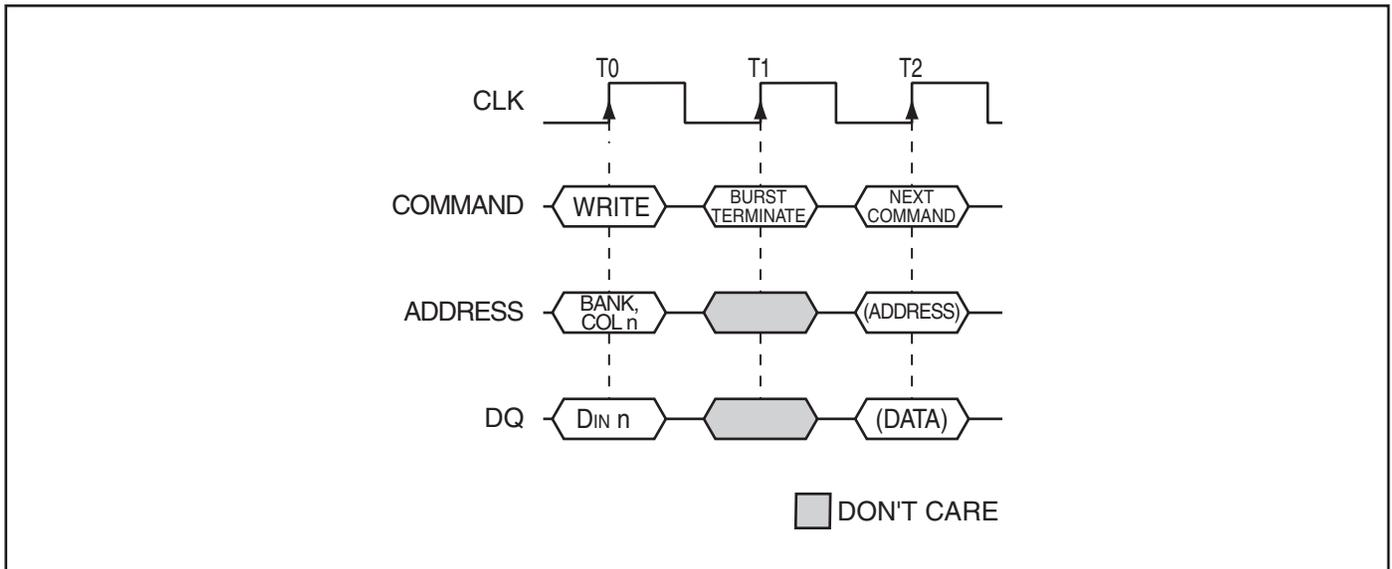 T0 T1 T2
CLK
COMMAND WRITE BURST TERMINATE NEXT COMMAND
ADDRESS BANK, COL n (ADDRESS)
DQ DIN n (DATA)
DON'T CARE